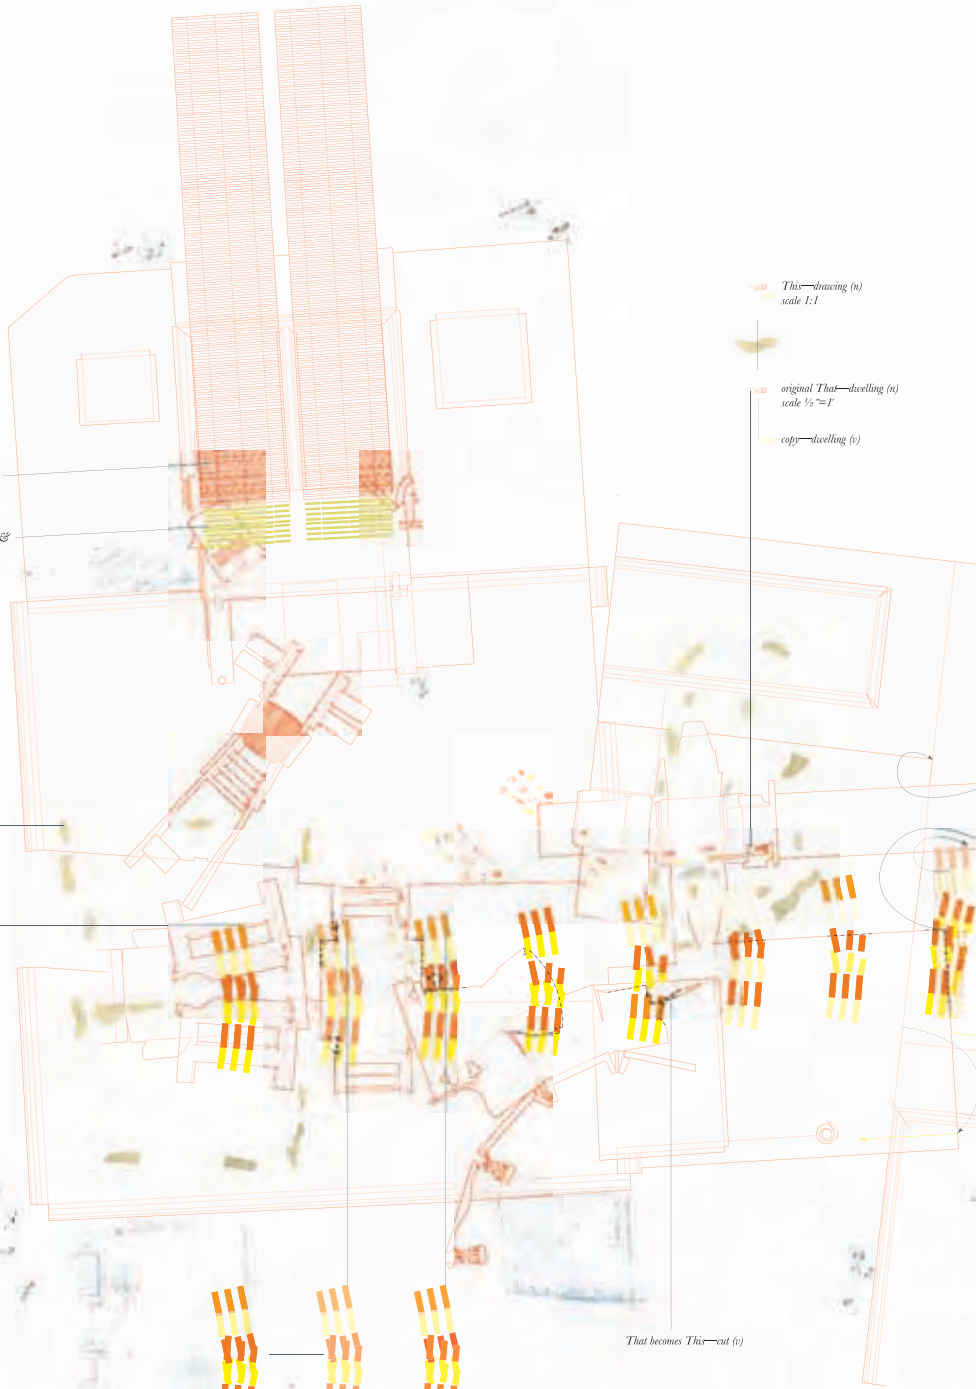 This—drawing (n)
scale 1:1
original That—dwelling (n)
scale ½"=1'
copy—dwelling (v)
&
That becomes This—cut (v)